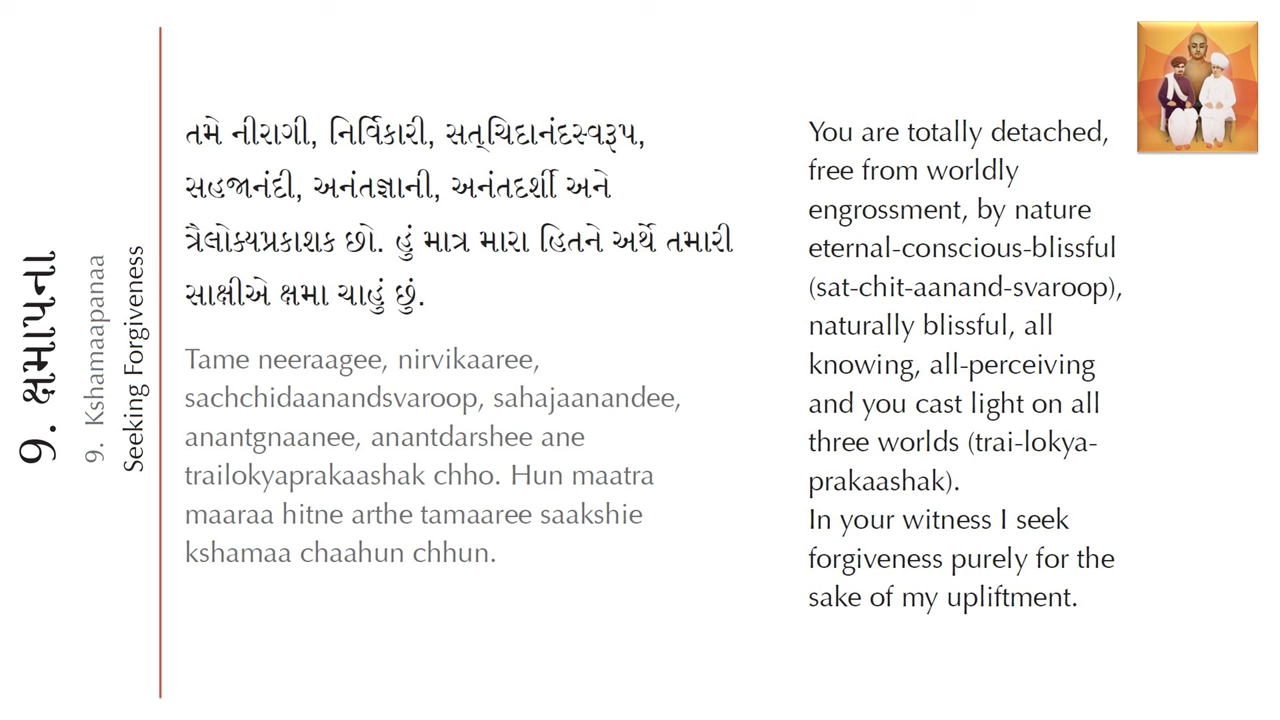 9. ક્ષમાપના
9. Kshamaapanaa
Seeking Forgiveness
તમે નીરાગી, નિર્વિકારી, સત્‌ચિદાનંદસ્વરૂપ,
સહજાનંદી, અનંતજ્ઞાની, અનંતદર્શી અને
ત્રૈલોક્યપ્રકાશક છો. હું માત્ર મારા હિતને અર્થે તમારી
સાક્ષીએ ક્ષમા ચાહું છું.
Tame neeraagee, nirvikaaree,
sachchidaanandsvaroop, sahajaanandee,
anantgnaanee, anantdarshee ane
trailokyaprakaashak chho. Hun maatra
maaraa hitne arthe tamaaree saakshie
kshamaa chaahun chhun.
You are totally detached,
free from worldly
engrossment, by nature
eternal-conscious-blissful
(sat-chit-aanand-svaroop),
naturally blissful, all
knowing, all-perceiving
and you cast light on all
three worlds (trai-lokya-
prakaashak).
In your witness I seek
forgiveness purely for the
sake of my upliftment.